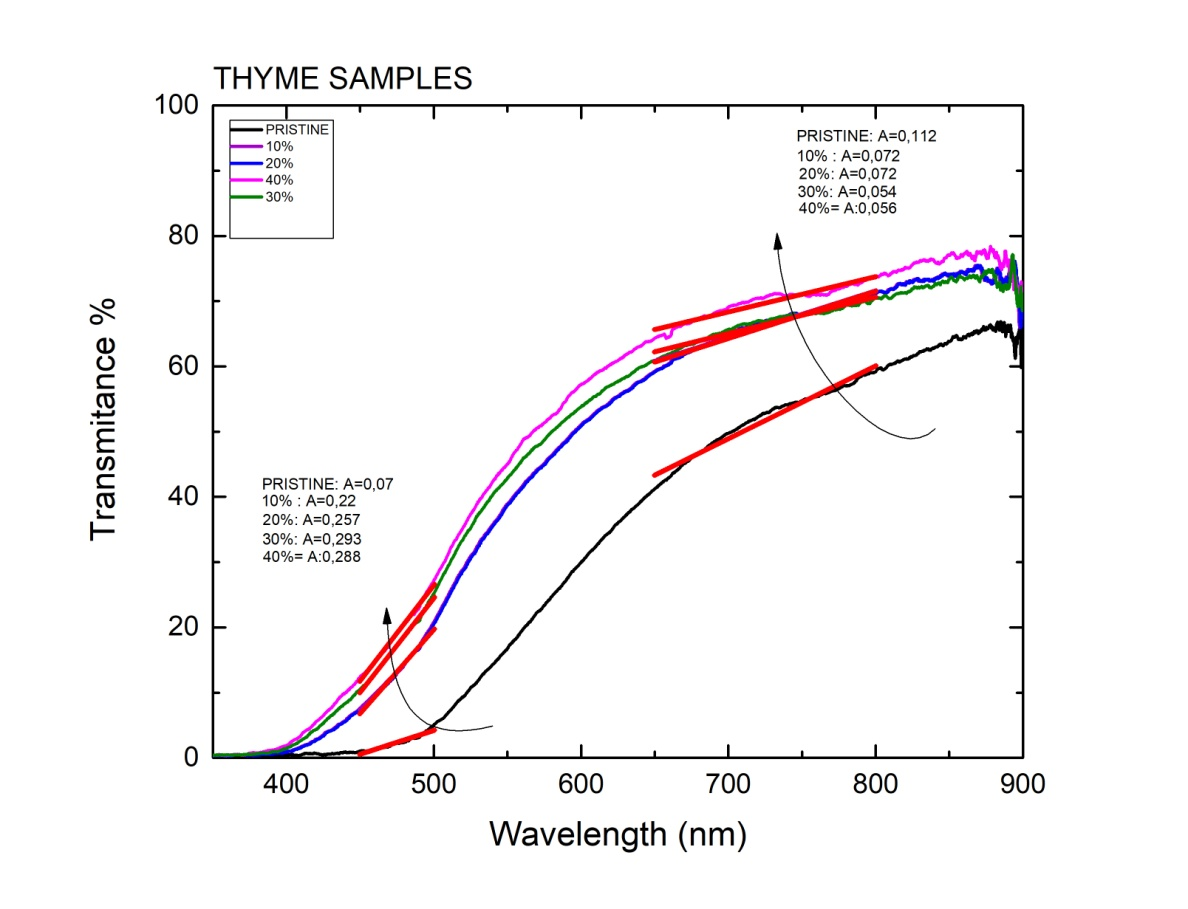 THYME SAMPLES
100
80
60
40
20
0
Transmitance %
PRISTINE
10%
20%
40%
30%
PRISTINE: A=0,112
10% : A=0,072
20%: A=0,072
30%: A=0,054
40%= A:0,056
PRISTINE: A=0,07
10% : A=0,22
20%: A=0,257
30%: A=0,293
40%= A:0,288
400 500 600 700 800 900
Wavelength (nm)